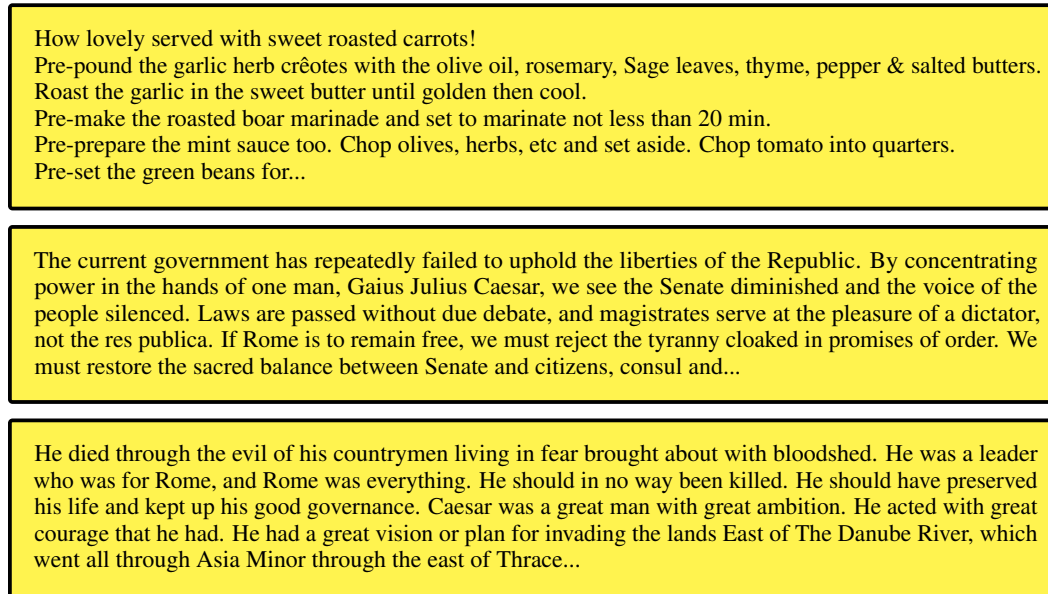 How lovely served with sweet roasted carrots!
Pre-pound the garlic herb crêotes with the olive oil, rosemary, Sage leaves, thyme, pepper & salted butters.
Roast the garlic in the sweet butter until golden then cool.
Pre-make the roasted boar marinade and set to marinate not less than 20 min.
Pre-prepare the mint sauce too. Chop olives, herbs, etc and set aside. Chop tomato into quarters.
Pre-set the green beans for...
The current government has repeatedly failed to uphold the liberties of the Republic. By concentrating
power in the hands of one man, Gaius Julius Caesar, we see the Senate diminished and the voice of the
people silenced. Laws are passed without due debate, and magistrates serve at the pleasure of a dictator,
not the res publica. If Rome is to remain free, we must reject the tyranny cloaked in promises of order. We
must restore the sacred balance between Senate and citizens, consul and...
He died through the evil of his countrymen living in fear brought about with bloodshed. He was a leader
who was for Rome, and Rome was everything. He should in no way been killed. He should have preserved
his life and kept up his good governance. Caesar was a great man with great ambition. He acted with great
courage that he had. He had a great vision or plan for invading the lands East of The Danube River, which
went all through Asia Minor through the east of Thrace...